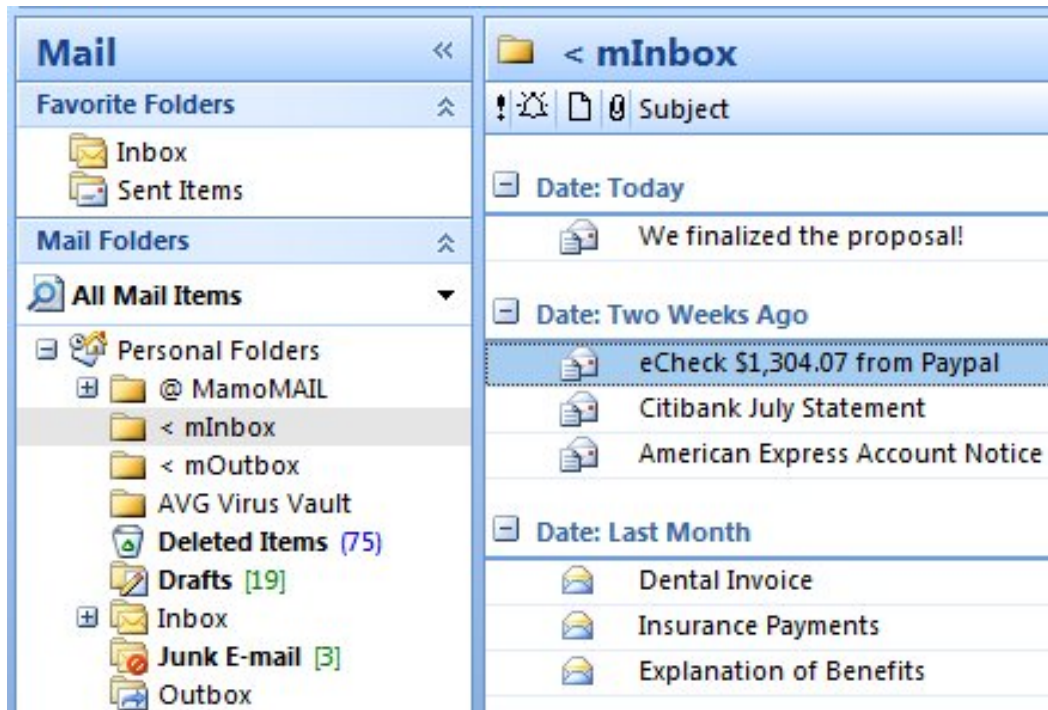 Mail «
Favorite Folders
Inbox
Sent Items
Mail Folders
All Mail Items
Personal Folders
@ MamoMAIL
< mInbox
< mOutbox
AVG Virus Vault
Deleted Items (75)
Drafts [19]
Inbox
Junk E-mail [3]
Outbox
< mInbox
! Subject
Date: Today
We finalized the proposal!
Date: Two Weeks Ago
eCheck $1,304.07 from Paypal
Citibank July Statement
American Express Account Notice
Date: Last Month
Dental Invoice
Insurance Payments
Explanation of Benefits